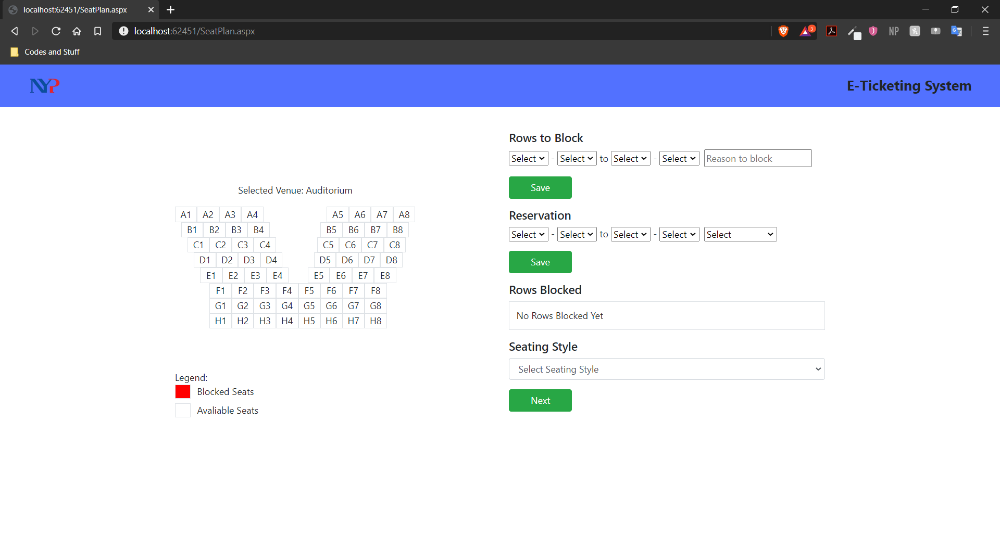 localhost:62451/SeatPlan.aspx
localhost:62451/SeatPlan.aspx
3
NP
Codes and Stuff
NYP
E-Ticketing System
Selected Venue: Auditorium
A1 A2 A3 A4 A5 A6 A7 A8
B1 B2 B3 B4 B5 B6 B7 B8
C1 C2 C3 C4 C5 C6 C7 C8
D1 D2 D3 D4 D5 D6 D7 D8
E1 E2 E3 E4 E5 E6 E7 E8
F1 F2 F3 F4 F5 F6 F7 F8
G1 G2 G3 G4 G5 G6 G7 G8
H1 H2 H3 H4 H5 H6 H7 H8
Legend:
Blocked Seats
Avaliable Seats
Rows to Block
Select - Select to Select - Select Reason to block
Save
Reservation
Select - Select to Select - Select Select
Save
Rows Blocked
No Rows Blocked Yet
Seating Style
Select Seating Style
Next